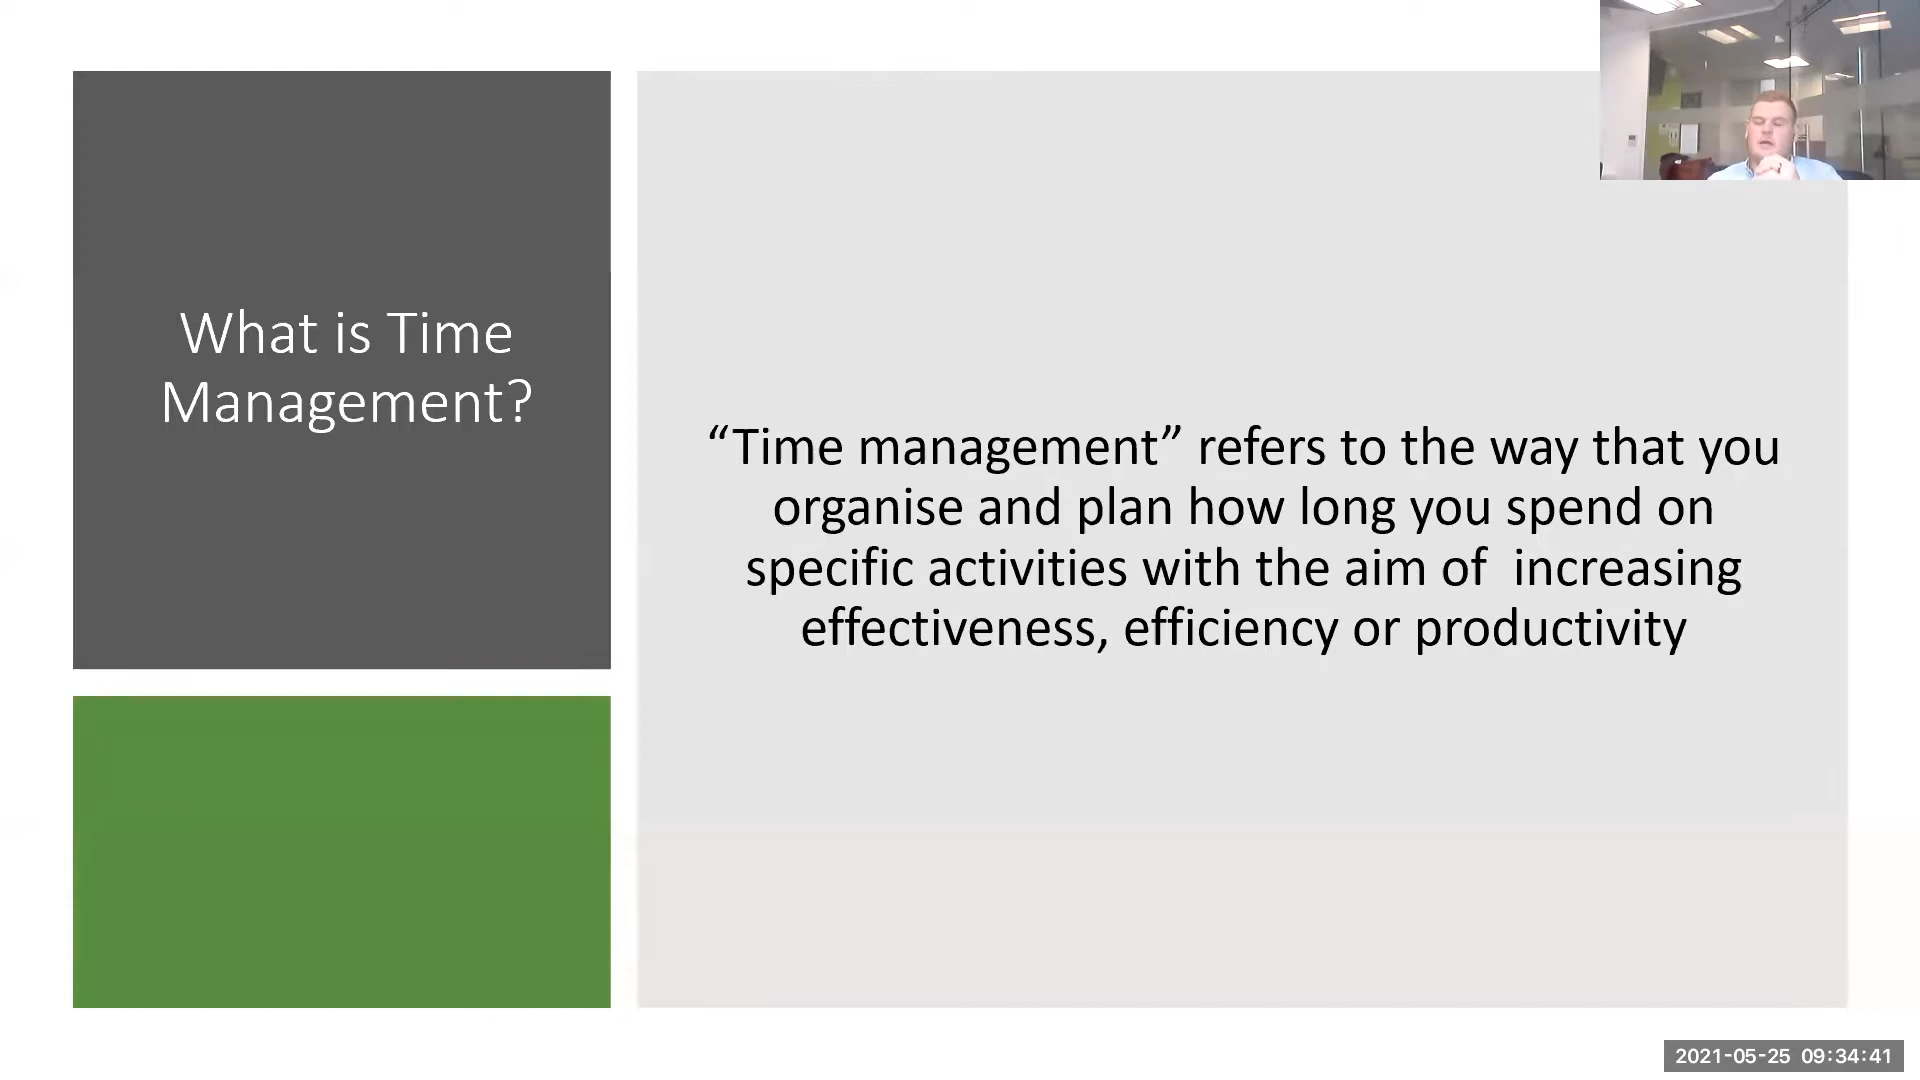 What is Time
Management?
“Time management” refers to the way that you
organise and plan how long you spend on
specific activities with the aim of  increasing
effectiveness, efficiency or productivity
2021-05-25 09:34:41